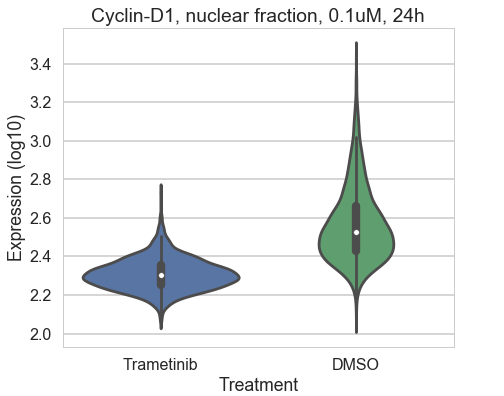 Cyclin-D1, nuclear fraction, 0.1uM, 24h
Expression (log10)
3.4
3.2
3.0
2.8
2.6
2.4
2.2
2.0
Trametinib DMSO
Treatment